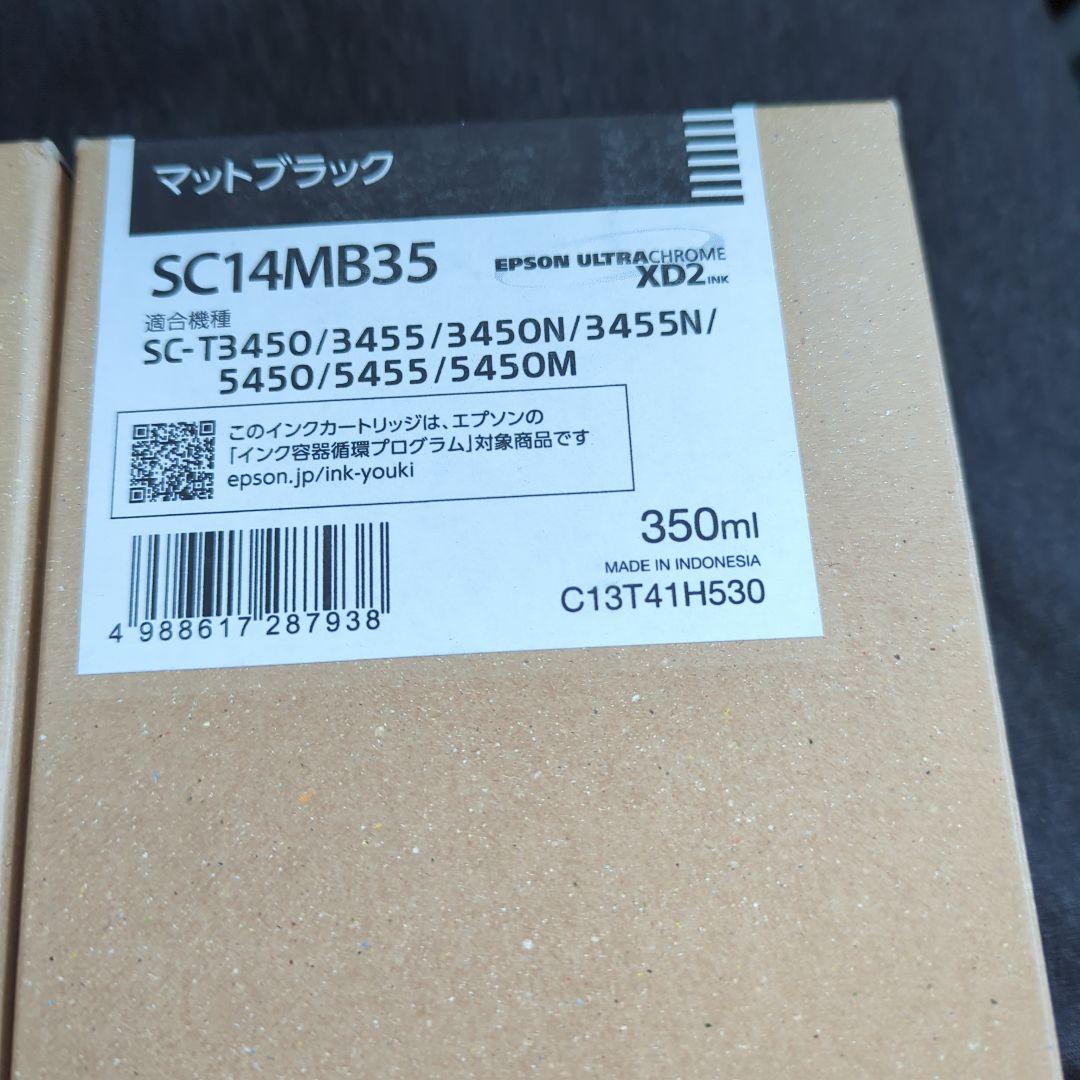 マットブラック
SC14MB35
EPSON ULTRACHROME
XD2 INK
適合機種
SC-T3450/3455/3450N/3455N/
5450/5455/5450M
このインクカートリッジは、エプソンの
「インク容器循環プログラム」対象商品です
epson.jp/ink-youki
350ml
MADE IN INDONESIA
C13T41H530
4 988617 287938